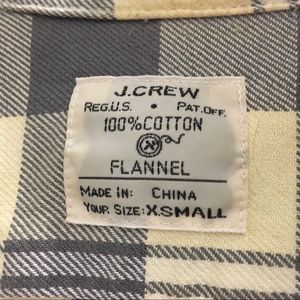 J.CREW
REG.U.S. • PAT.OFF.
100%COTTON
FLANNEL
MADE IN: CHINA
YOUR SIZE: X.SMALL